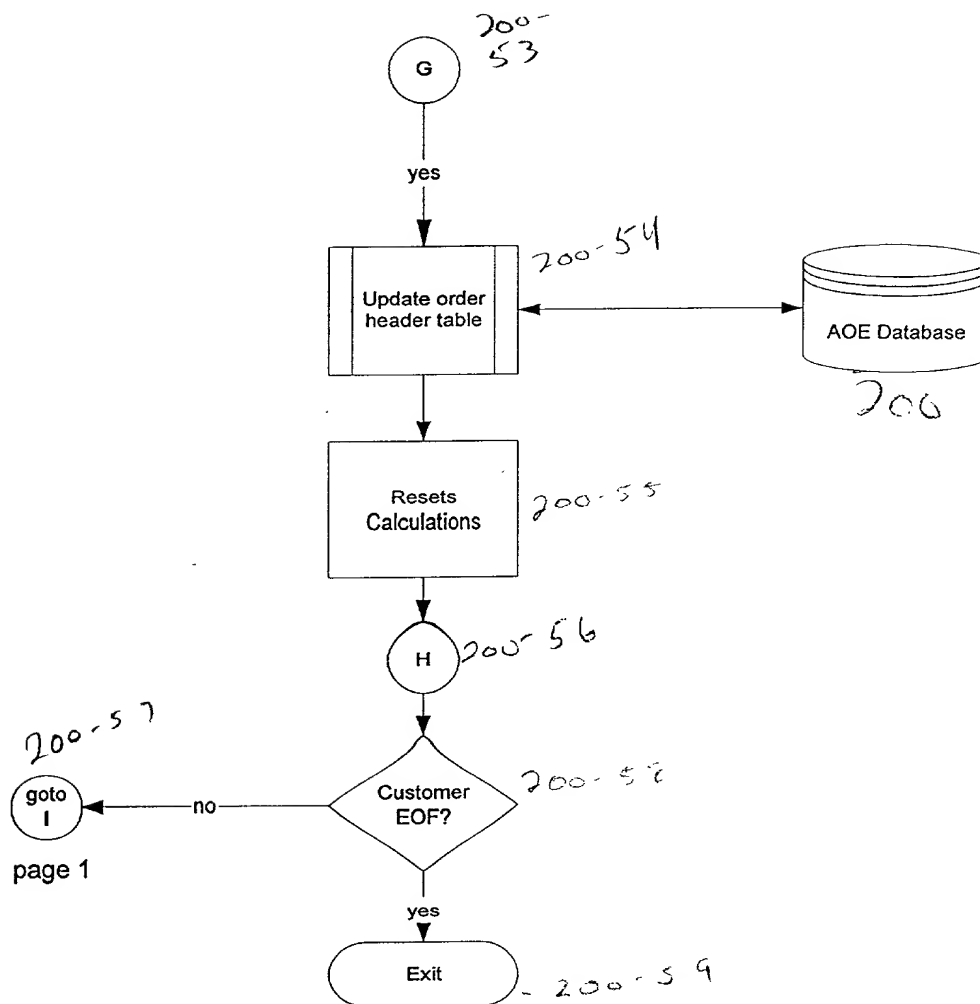 200-
53
G
yes
200-54
Update order
header table
AOE Database
200
Resets
Calculations
200-55
H
200-56
200-57
goto
I
page 1
no
Customer
EOF?
200-58
yes
Exit
- 200-59